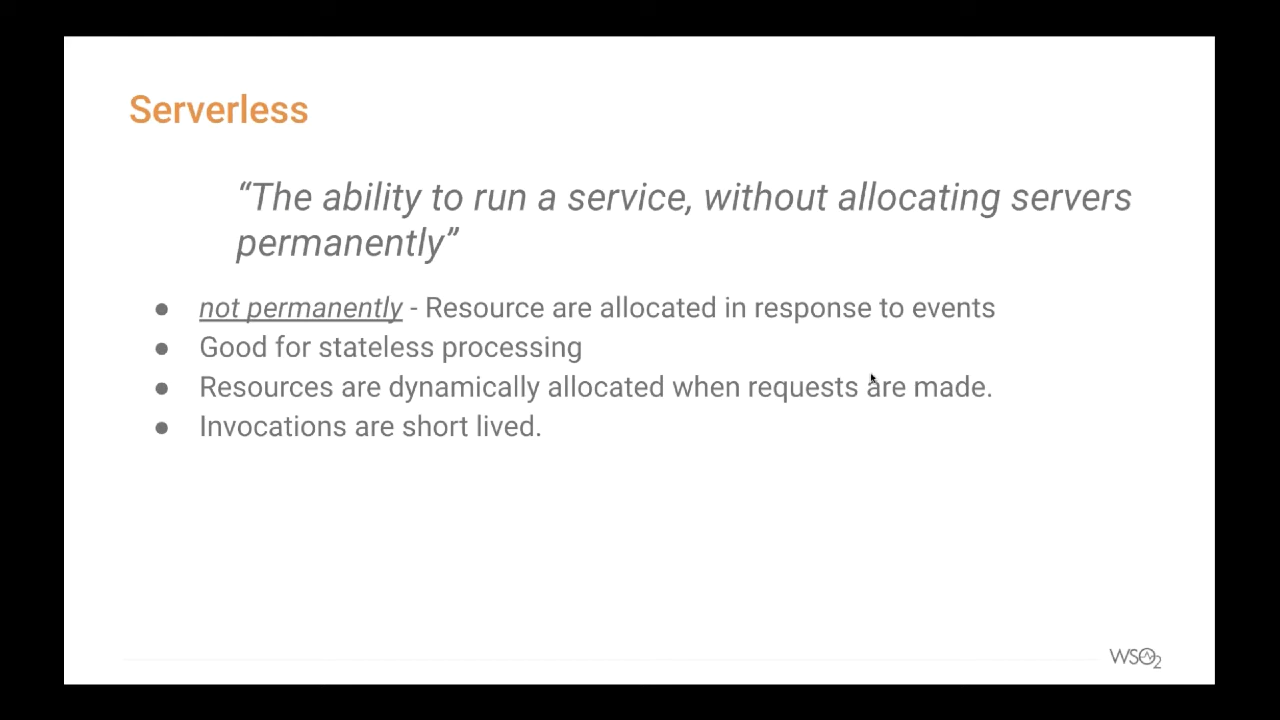 Serverless
“The ability to run a service, without allocating servers
permanently”
● not permanently - Resource are allocated in response to events
● Good for stateless processing
● Resources are dynamically allocated when requests are made.
● Invocations are short lived.
WSO2